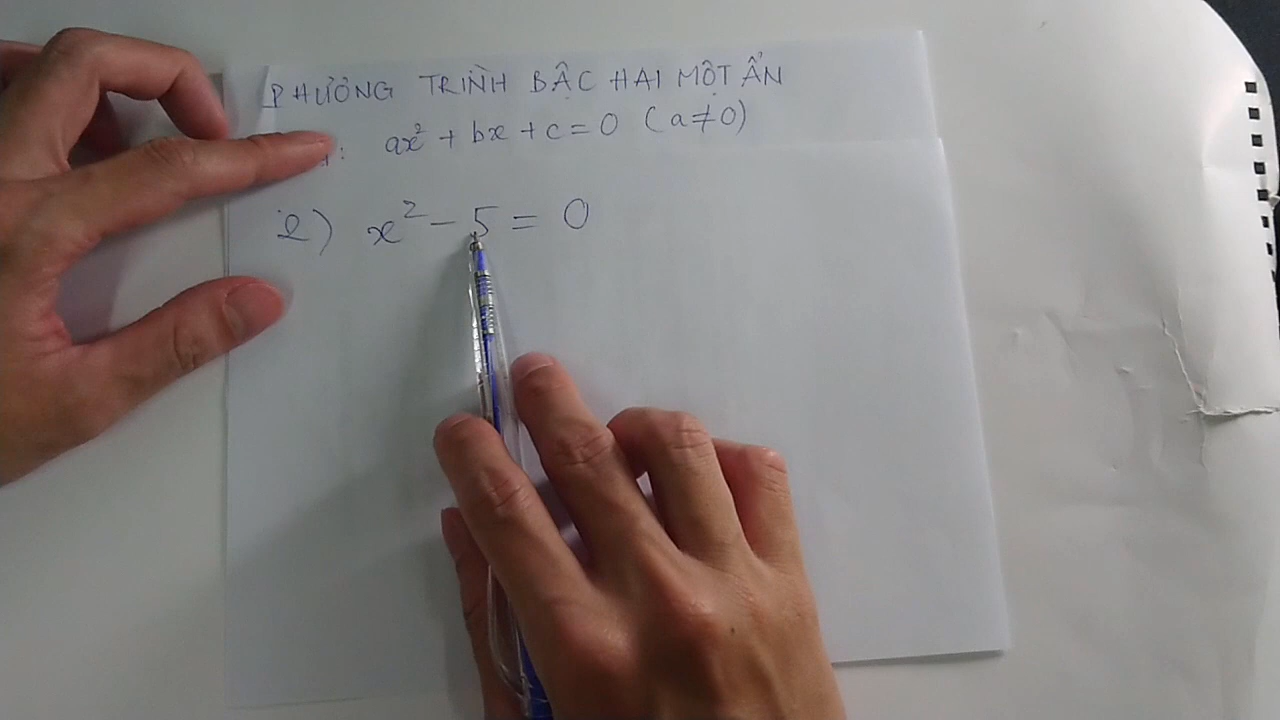 PHƯƠNG TRÌNH BẬC HAI MỘT ẨN
ax² + bx + c = 0 (a ≠ 0)
2) x² - 5 = 0